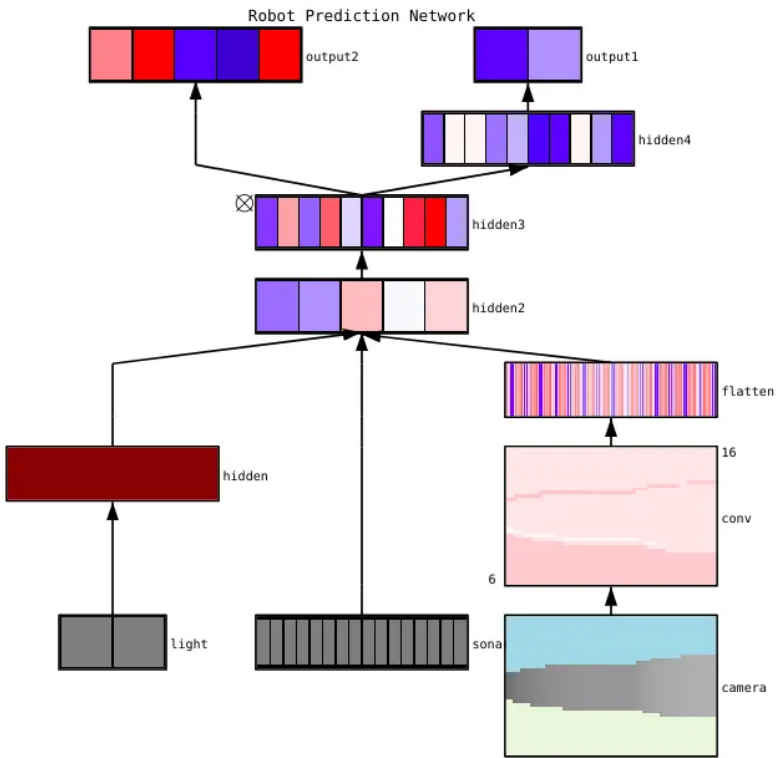 Robot Prediction Network
output2
output1
hidden4
hidden3
hidden2
flatten
16
hidden
conv
6
light
sona
camera